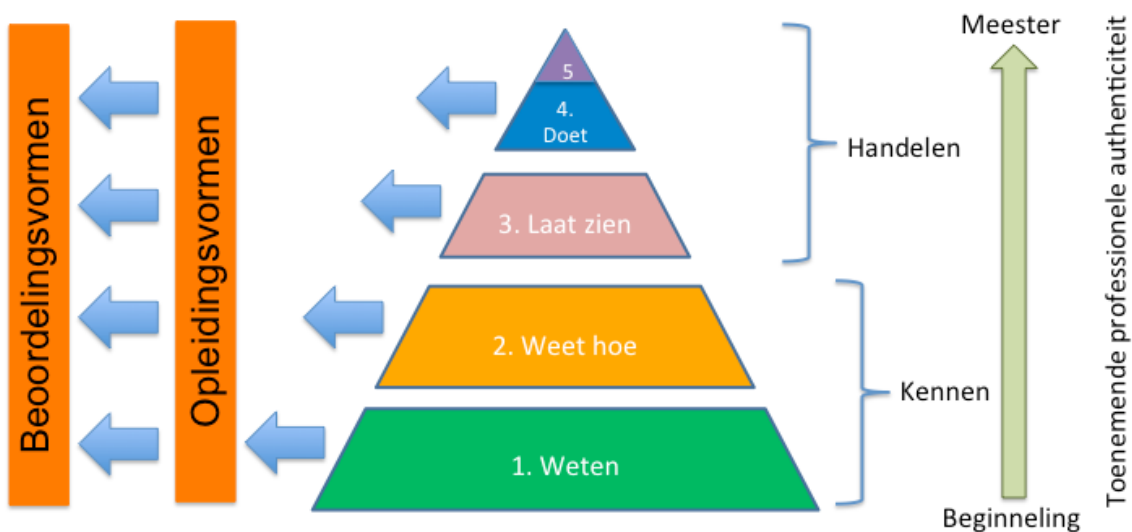 Beoordelingsvormen
Opleidingsvormen
5
4.
Doet
3. Laat zien
2. Weet hoe
1. Weten
Handelen
Kennen
Meester
Beginneling
Toenemende professionele authenticiteit